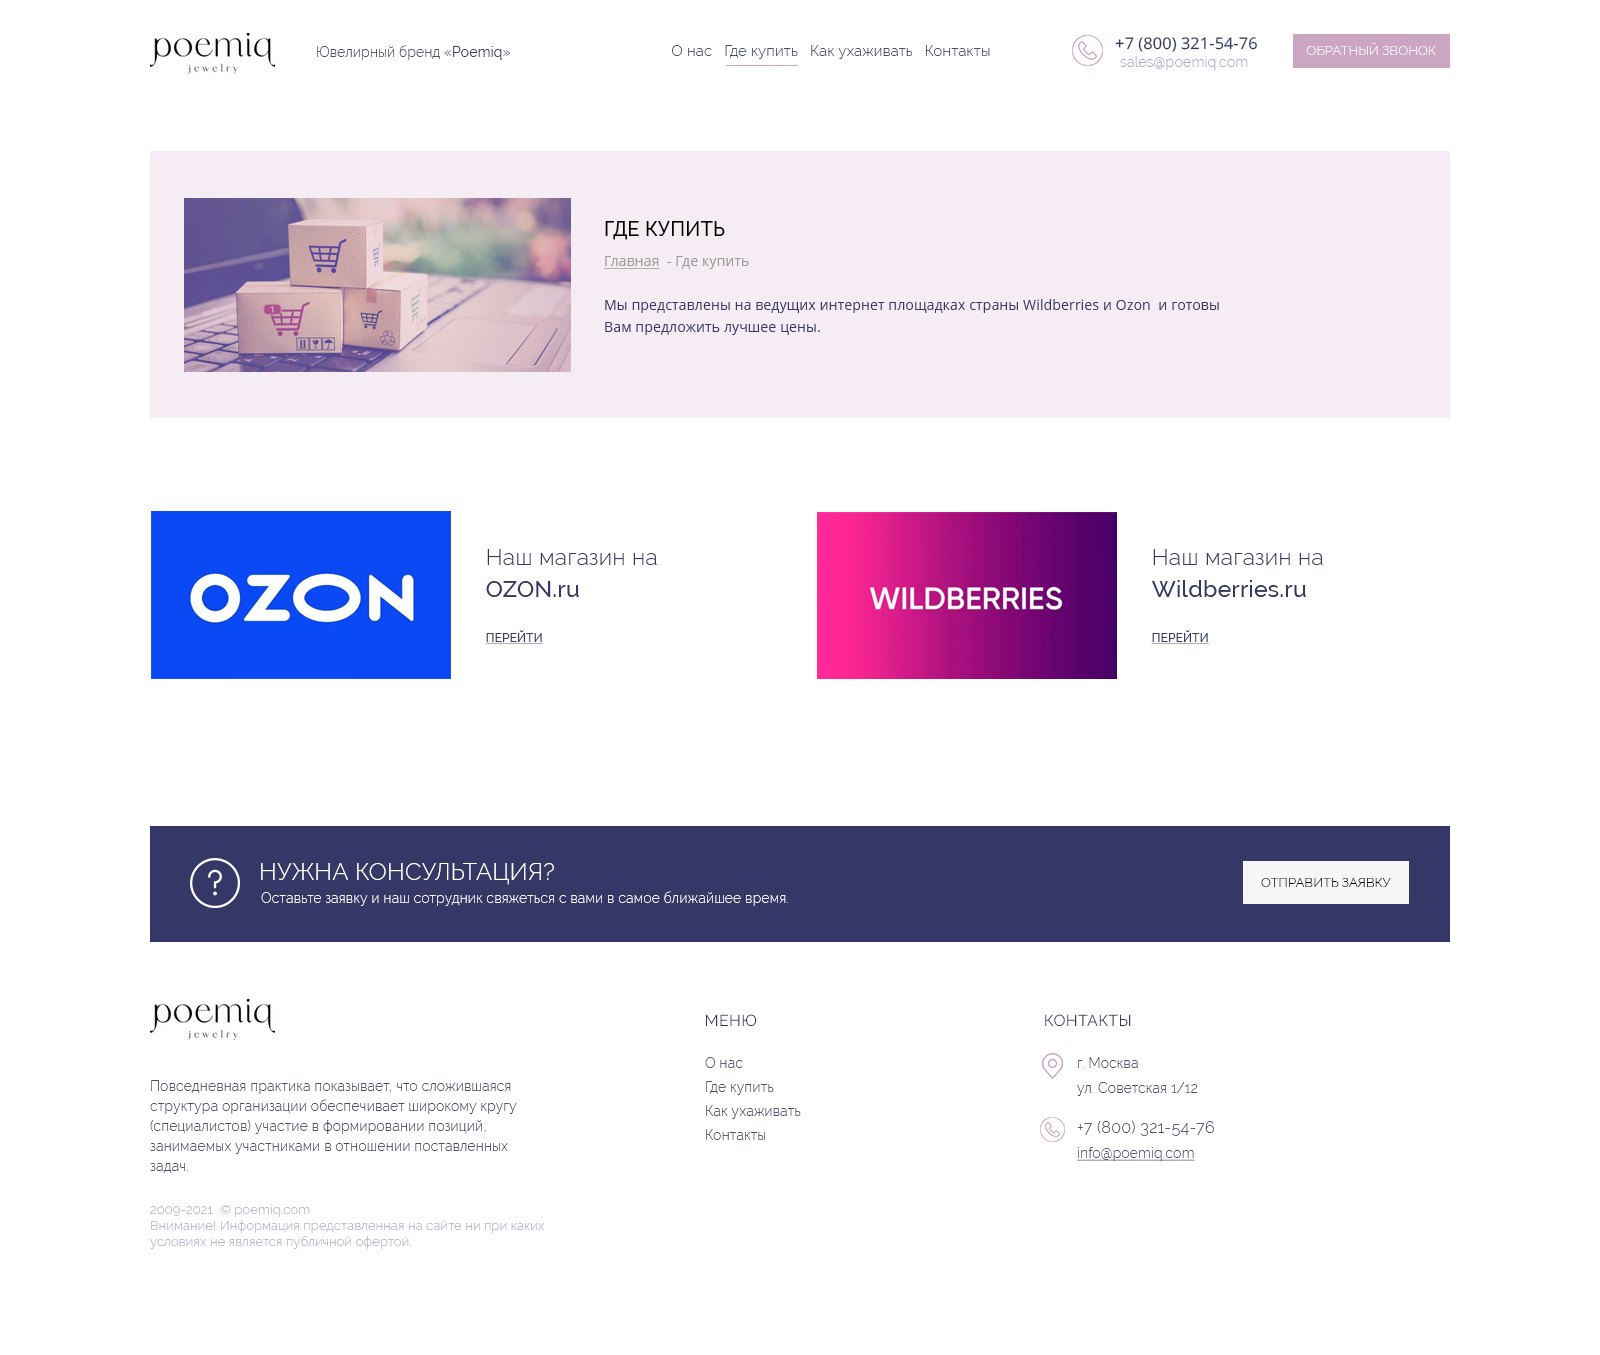 poemiq
jewelry
Ювелирный бренд «Poemiq»
О нас Где купить Как ухаживать Контакты
+7 (800) 321-54-76
sales@poemiq.com
ОБРАТНЫЙ ЗВОНОК
1
ГДЕ КУПИТЬ
Главная - Где купить
Мы представлены на ведущих интернет площадках страны Wildberries и Ozon и готовы
Вам предложить лучшее цены.
OZON
Наш магазин на
OZON.ru
ПЕРЕЙТИ
WILDBERRIES
Наш магазин на
Wildberries.ru
ПЕРЕЙТИ
?
НУЖНА КОНСУЛЬТАЦИЯ?
Оставьте заявку и наш сотрудник свяжеться с вами в самое ближайшее время.
ОТПРАВИТЬ ЗАЯВКУ
poemiq
jewelry
Повседневная практика показывает, что сложившаяся
структура организации обеспечивает широкому кругу
(специалистов) участие в формировании позиций,
занимаемых участниками в отношении поставленных
задач.
2009-2021 © poemiq.com
Внимание! Информация представленная на сайте ни при каких
условиях не является публичной офертой.
МЕНЮ
О нас
Где купить
Как ухаживать
Контакты
КОНТАКТЫ
г. Москва
ул. Советская 1/12
+7 (800) 321-54-76
info@poemiq.com